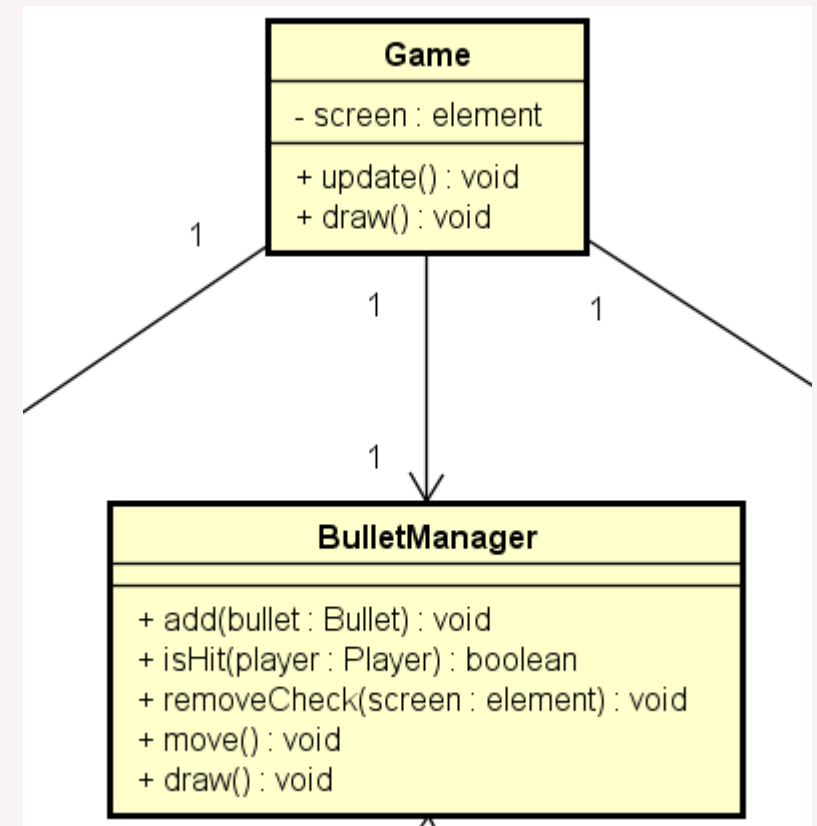 Game
- screen : element
+ update() : void
+ draw() : void
1
1
1
1
BulletManager
+ add(bullet : Bullet) : void
+ isHit(player : Player) : boolean
+ removeCheck(screen : element) : void
+ move() : void
+ draw() : void